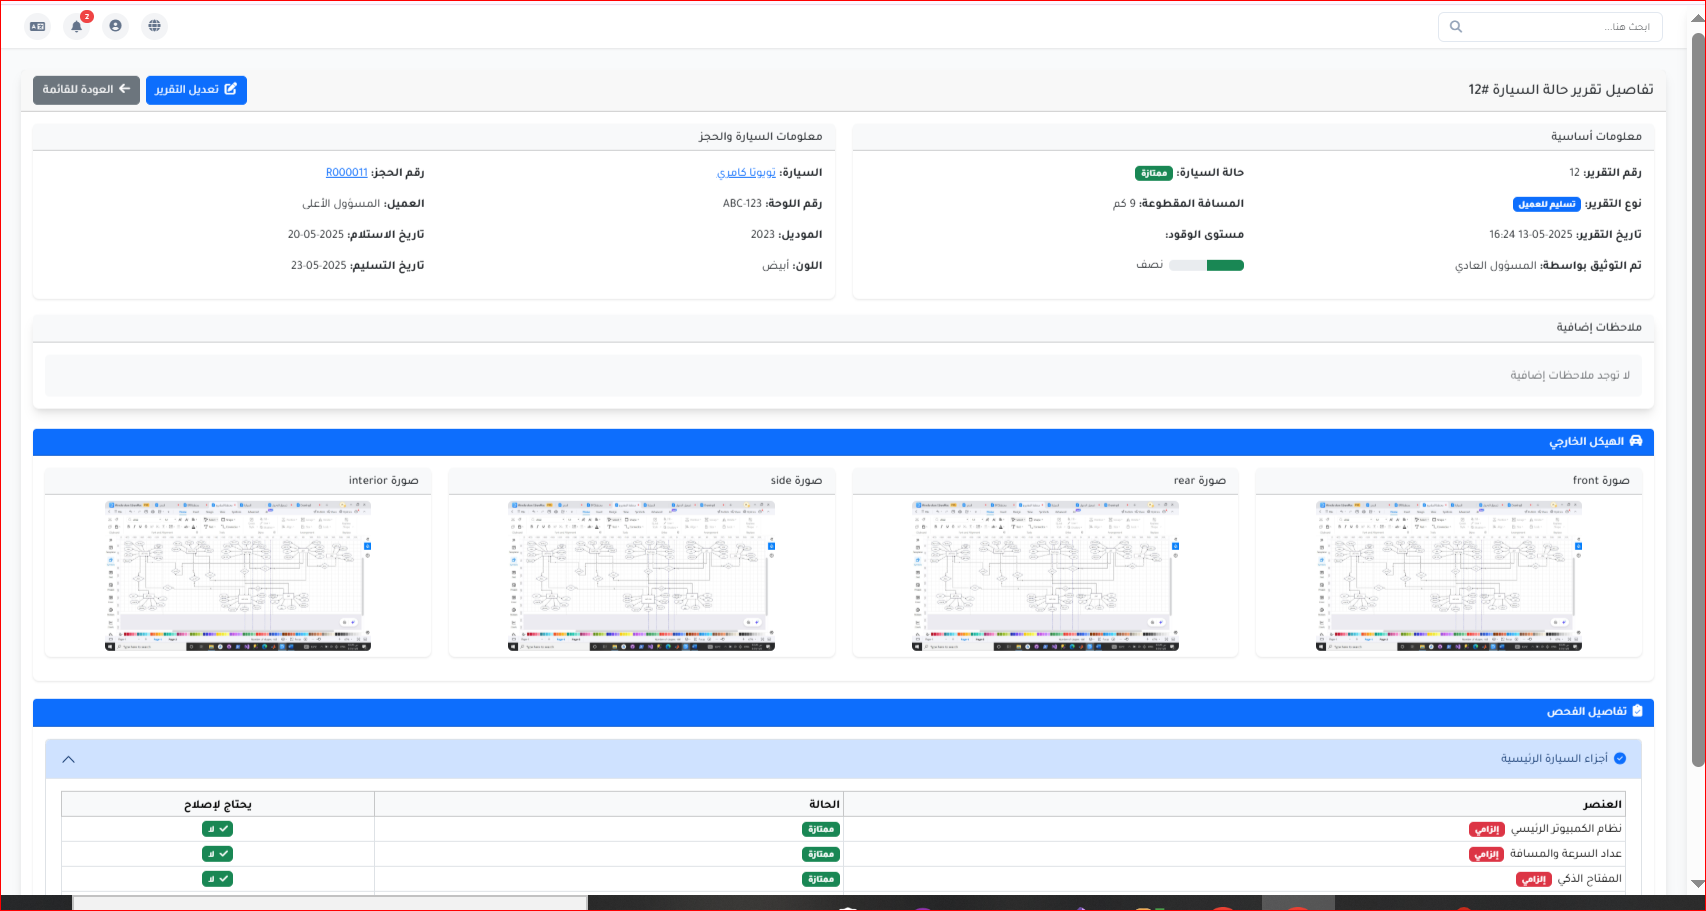 ابحث هنا...
2
تفاصيل تقرير حالة السيارة #12
تعديل التقرير
العودة للقائمة
معلومات أساسية
رقم التقرير: 12
حالة السيارة: ممتازة
نوع التقرير: تسليم للعميل
المسافة المقطوعة: 9 كم
تاريخ التقرير: 2025-05-13 16:24
مستوى الوقود:
تم التوثيق بواسطة: المسؤول العادي
نصف
معلومات السيارة والحجز
السيارة: تويوتا كامري
رقم الحجز: R000011
رقم اللوحة: ABC-123
العميل: المسؤول الأعلى
الموديل: 2023
تاريخ الاستلام: 2025-05-20
اللون: أبيض
تاريخ التسليم: 2025-05-23
ملاحظات إضافية
لا توجد ملاحظات إضافية
الهيكل الخارجي
صورة front
صورة rear
صورة side
صورة interior
تفاصيل الفحص
أجزاء السيارة الرئيسية
العنصر الحالة يحتاج لإصلاح
نظام الكمبيوتر الرئيسي إلزامي ممتازة لا
عداد السرعة والمسافة إلزامي ممتازة لا
المفتاح الذكي إلزامي ممتازة لا